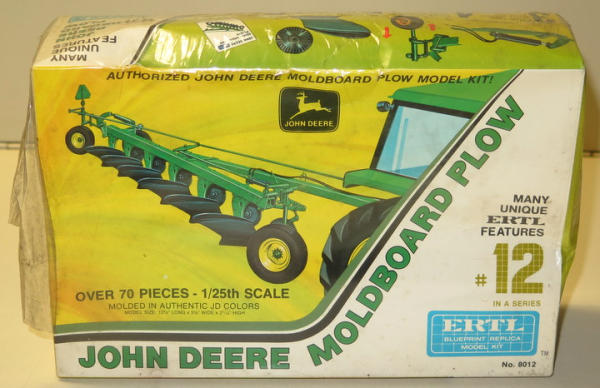 MANY
UNIQUE
FEATURES
AUTHORIZED JOHN DEERE MOLDBOARD PLOW MODEL KIT!
JOHN DEERE
MANY
UNIQUE
ERTL
FEATURES
#12
IN A SERIES
OVER 70 PIECES - 1/25th SCALE
MOLDED IN AUTHENTIC JD COLORS
JOHN DEERE MOLDBOARD PLOW
ERTL
BLUEPRINT REPLICA
MODEL KIT
TM
No. 8012